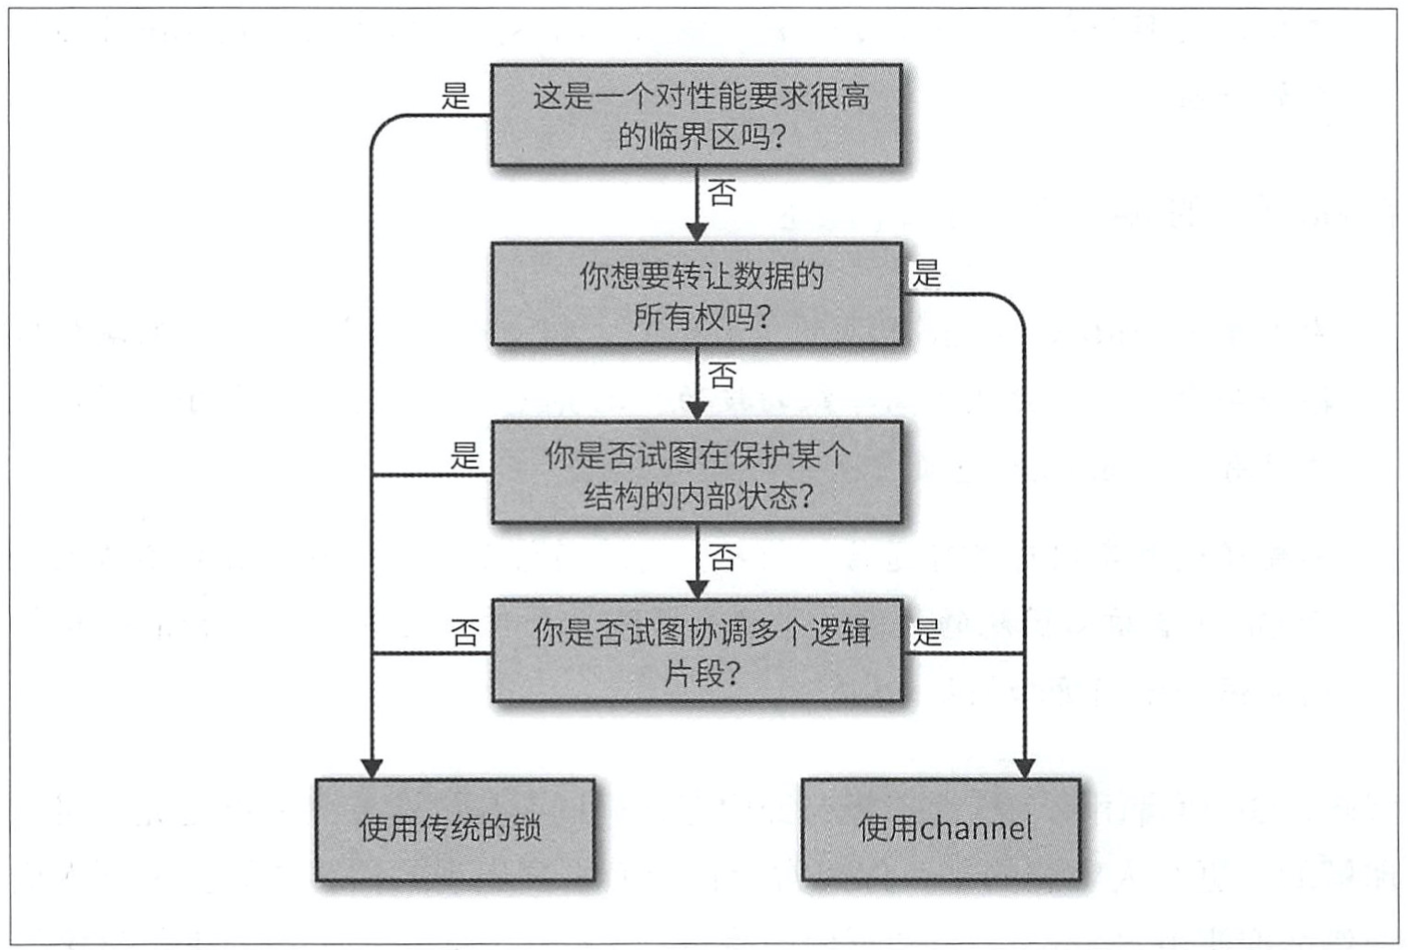 是
这是一个对性能要求很高
的临界区吗？
否
你想要转让数据的
所有权吗？
是
否
是
你是否试图在保护某个
结构的内部状态？
否
否
你是否试图协调多个逻辑
片段？
是
使用传统的锁
使用channel